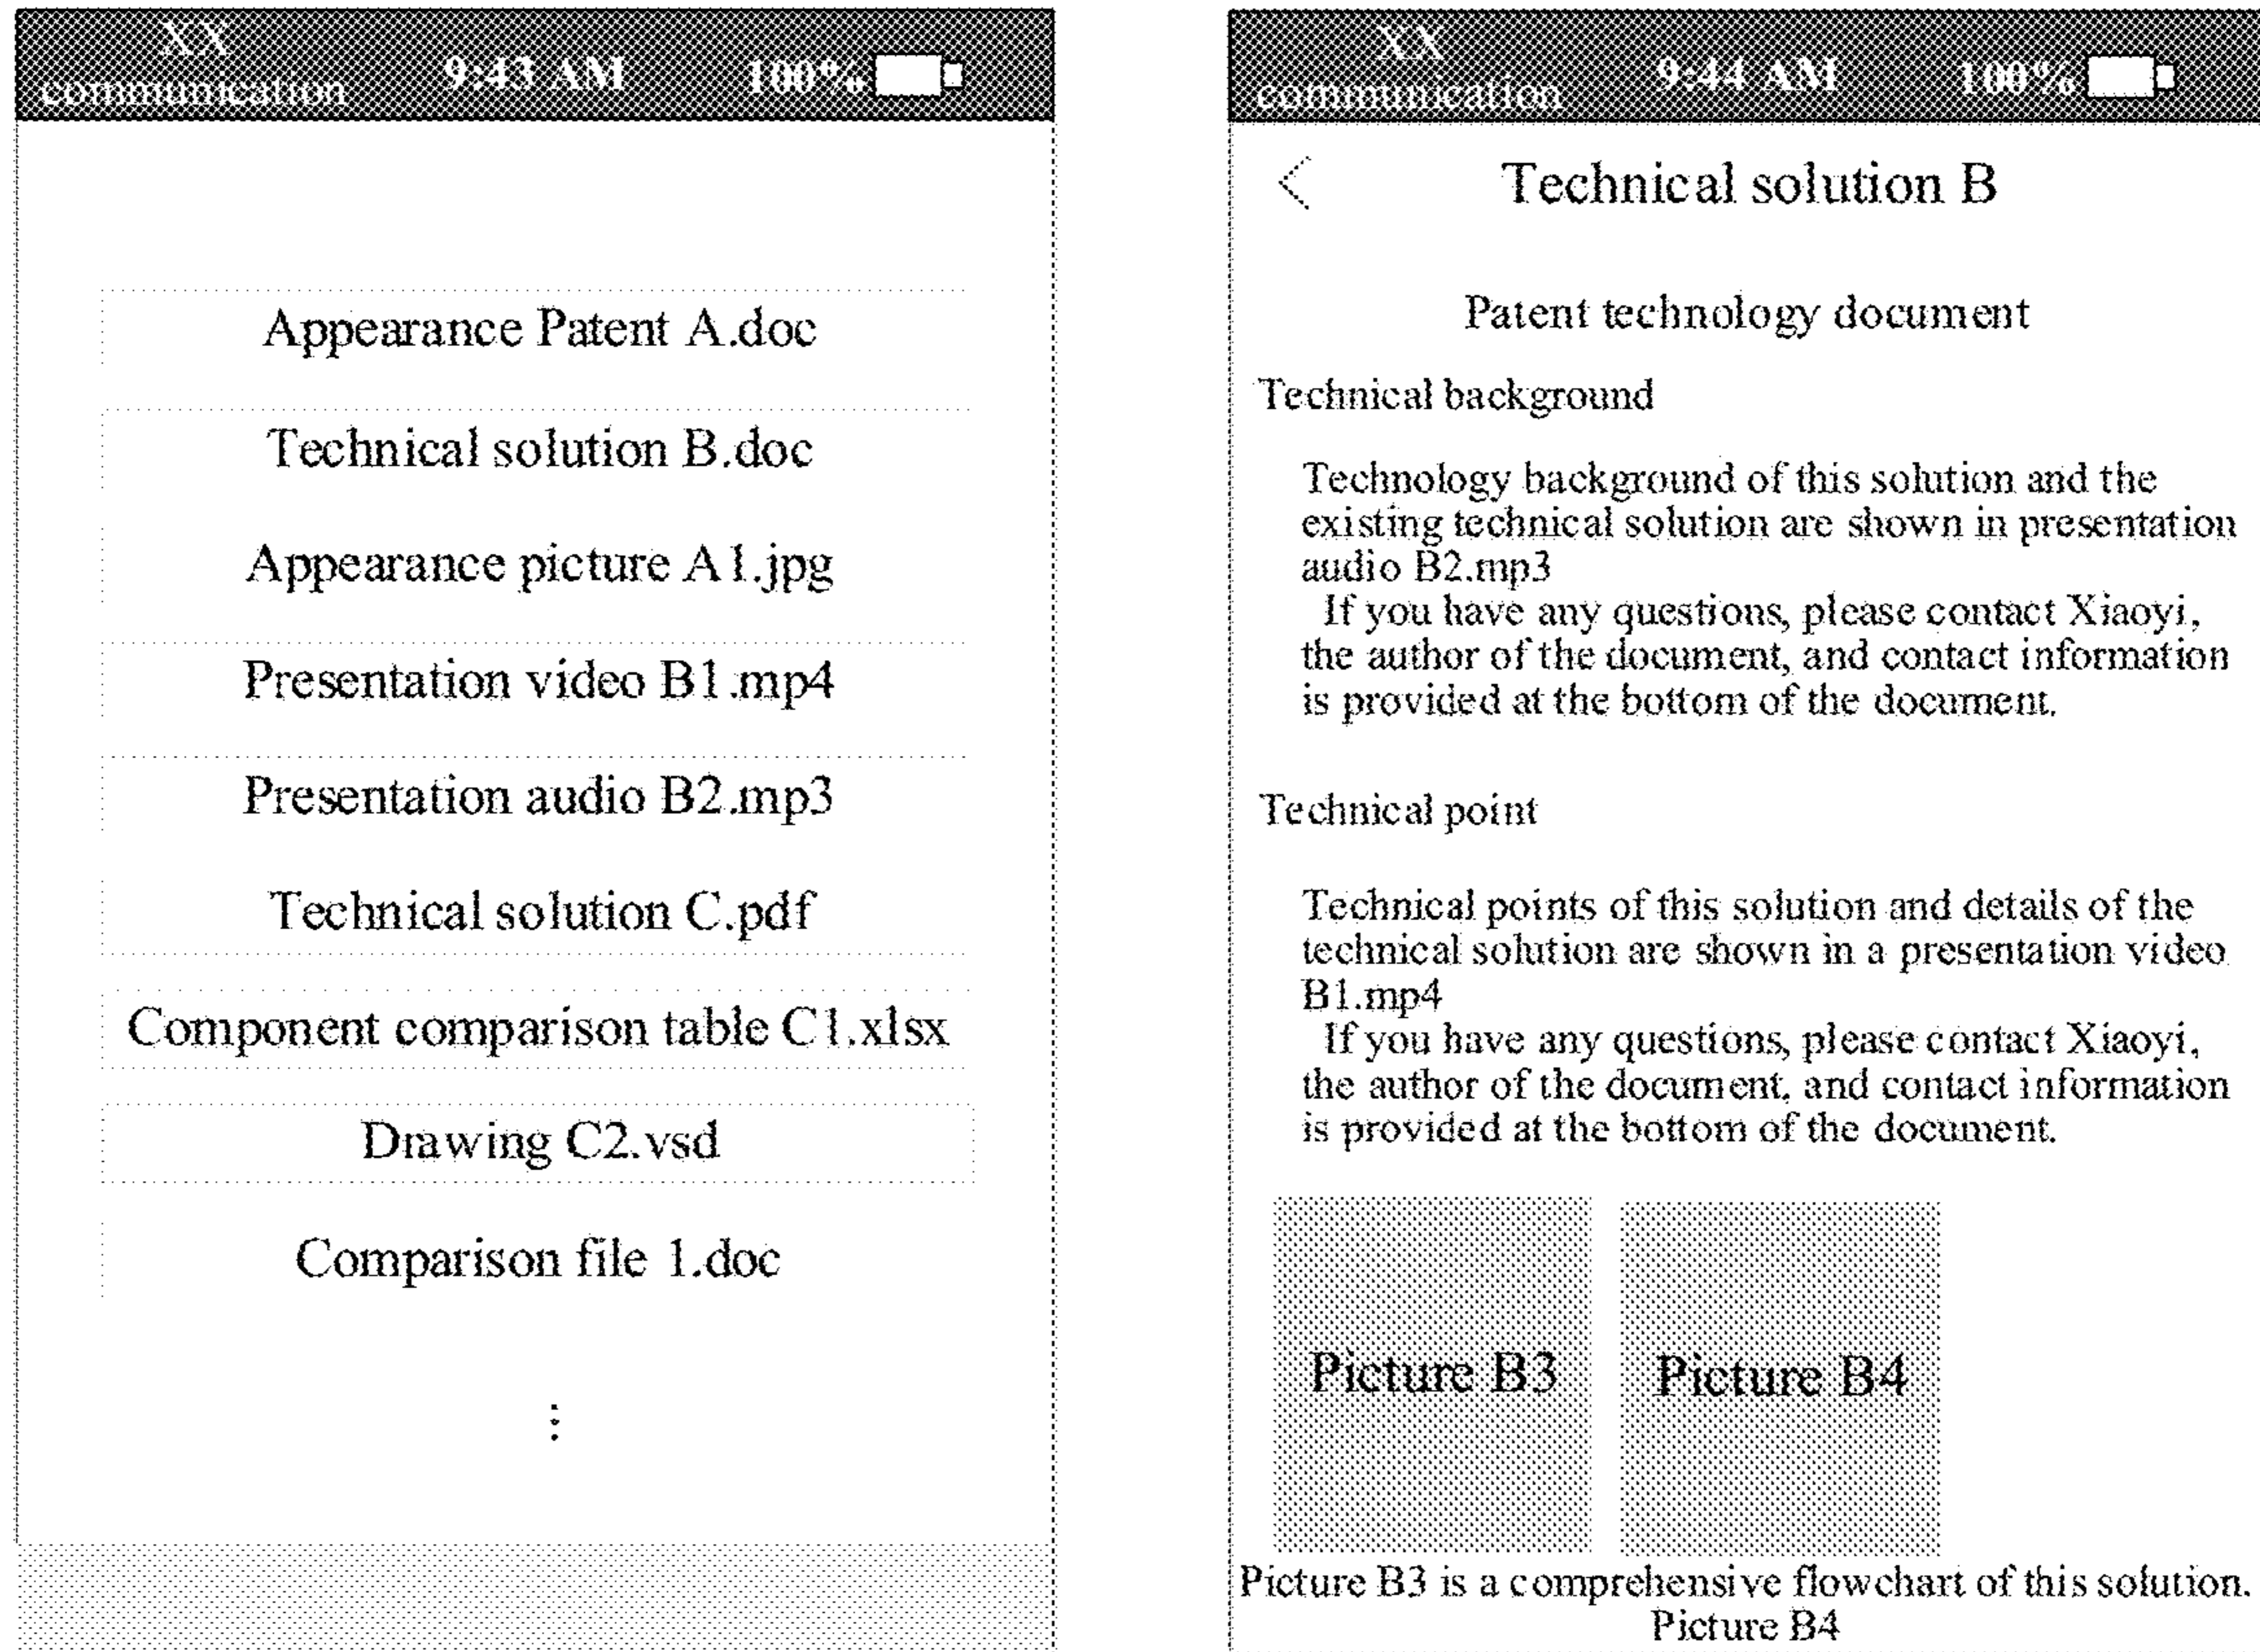 XX
communication
9:43 AM
100%
Appearance Patent A.doc
Technical solution B.doc
Appearance picture A1.jpg
Presentation video B1.mp4
Presentation audio B2.mp3
Technical solution C.pdf
Component comparison table C1.xlsx
Drawing C2.vsd
Comparison file 1.doc
⋮
XX
communication
9:44 AM
100%
< Technical solution B
Patent technology document
Technical background
Technology background of this solution and the
existing technical solution are shown in presentation
audio B2.mp3
If you have any questions, please contact Xiaoyi,
the author of the document, and contact information
is provided at the bottom of the document.
Technical point
Technical points of this solution and details of the
technical solution are shown in a presentation video
B1.mp4
If you have any questions, please contact Xiaoyi,
the author of the document, and contact information
is provided at the bottom of the document.
Picture B3
Picture B4
Picture B3 is a comprehensive flowchart of this solution.
Picture B4